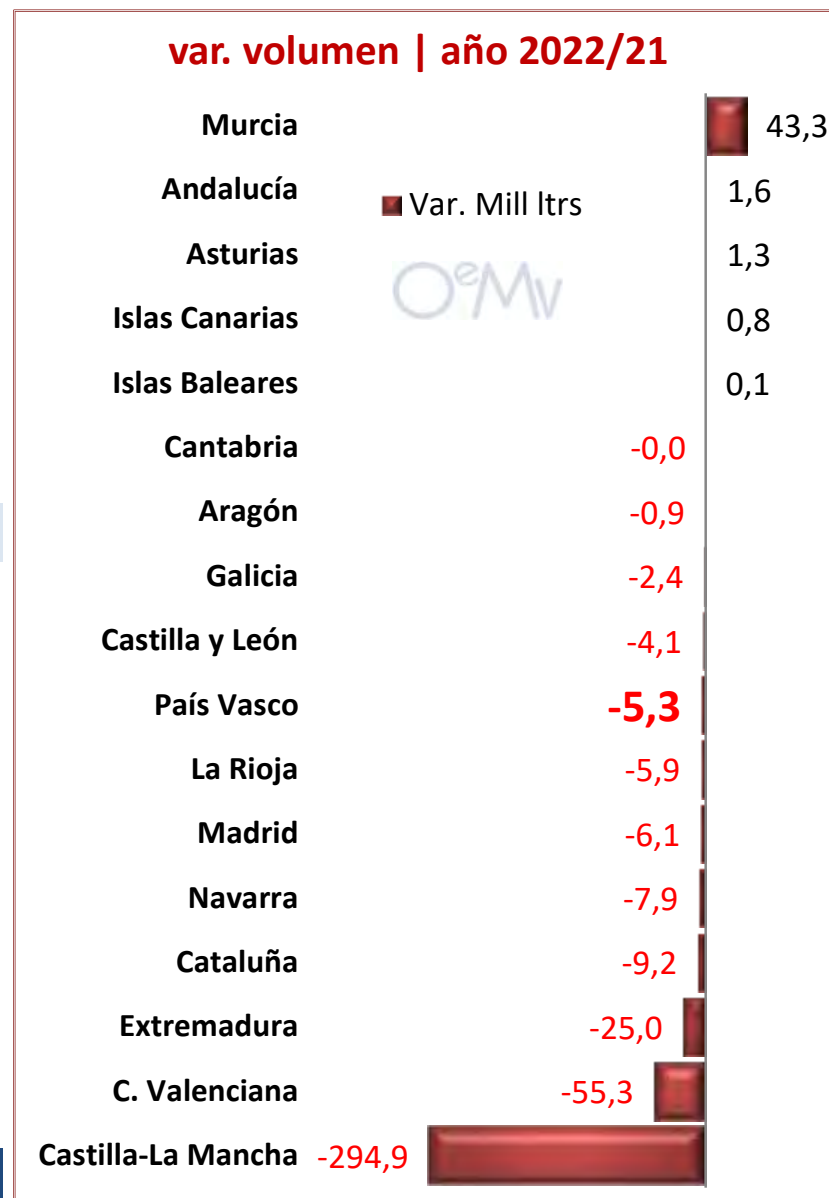 var. volumen | año 2022/21
Murcia 43,3
Andalucía 1,6
Var. Mill ltrs
Asturias 1,3
OeMv
Islas Canarias 0,8
Islas Baleares 0,1
Cantabria -0,0
Aragón -0,9
Galicia -2,4
Castilla y León -4,1
País Vasco -5,3
La Rioja -5,9
Madrid -6,1
Navarra -7,9
Cataluña -9,2
Extremadura -25,0
C. Valenciana -55,3
Castilla-La Mancha -294,9